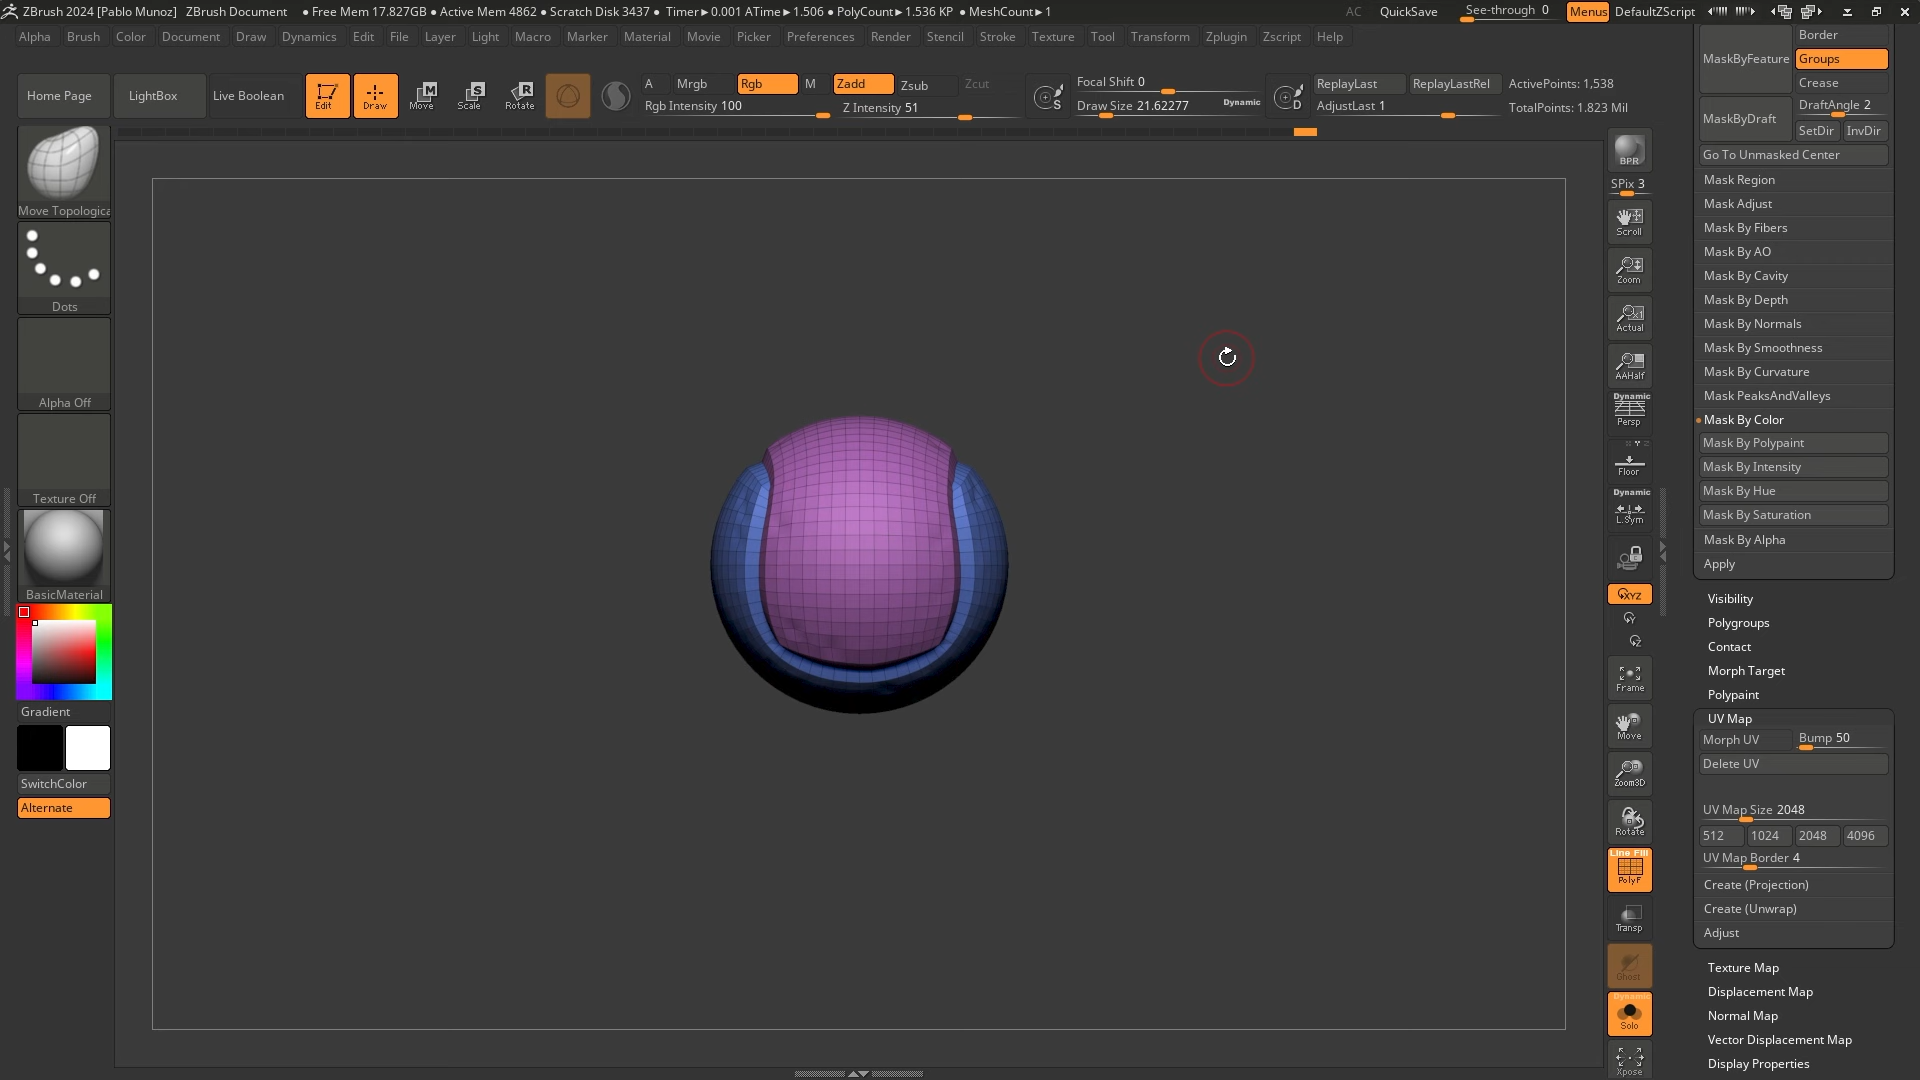 ZBrush 2024 [Pablo Munoz] ZBrush Document ● Free Mem 17.827GB ● Active Mem 4862 ● Scratch Disk 3437 ● Timer►0.001 ATime►1.506 ● PolyCount►1.536 KP ● MeshCount►1 AC QuickSave See-through 0 Menus DefaultZScript
Alpha Brush Color Document Draw Dynamics Edit File Layer Light Macro Marker Material Movie Picker Preferences Render Stencil Stroke Texture Tool Transform Zplugin Zscript Help
Home Page LightBox Live Boolean Edit Draw Move Scale Rotate
A Mrgb Rgb M Zadd Zsub Zcut
Rgb Intensity 100 Z Intensity 51
S
Focal Shift 0
Draw Size 21.62277 Dynamic
D
ReplayLast ReplayLastRel
AdjustLast 1
ActivePoints: 1,538
TotalPoints: 1.823 Mil
Move Topologica
Dots
Alpha Off
Texture Off
BasicMaterial
Gradient
SwitchColor
Alternate
BPR
SPix 3
Scroll
Zoom
Actual
AAHalf
Dynamic
Persp
Floor
Dynamic
L.Sym
XYZ
Y
Z
Frame
Move
Zoom3D
Rotate
Line Fill
PolyF
Transp
Ghost
Dynamic
Solo
Xpose
Border
MaskByFeature Groups
Crease
MaskByDraft DraftAngle 2
SetDir InvDir
Go To Unmasked Center
Mask Region
Mask Adjust
Mask By Fibers
Mask By AO
Mask By Cavity
Mask By Depth
Mask By Normals
Mask By Smoothness
Mask By Curvature
Mask PeaksAndValleys
Mask By Color
Mask By Polypaint
Mask By Intensity
Mask By Hue
Mask By Saturation
Mask By Alpha
Apply
Visibility
Polygroups
Contact
Morph Target
Polypaint
UV Map
Morph UV Bump 50
Delete UV
UV Map Size 2048
512 1024 2048 4096
UV Map Border 4
Create (Projection)
Create (Unwrap)
Adjust
Texture Map
Displacement Map
Normal Map
Vector Displacement Map
Display Properties